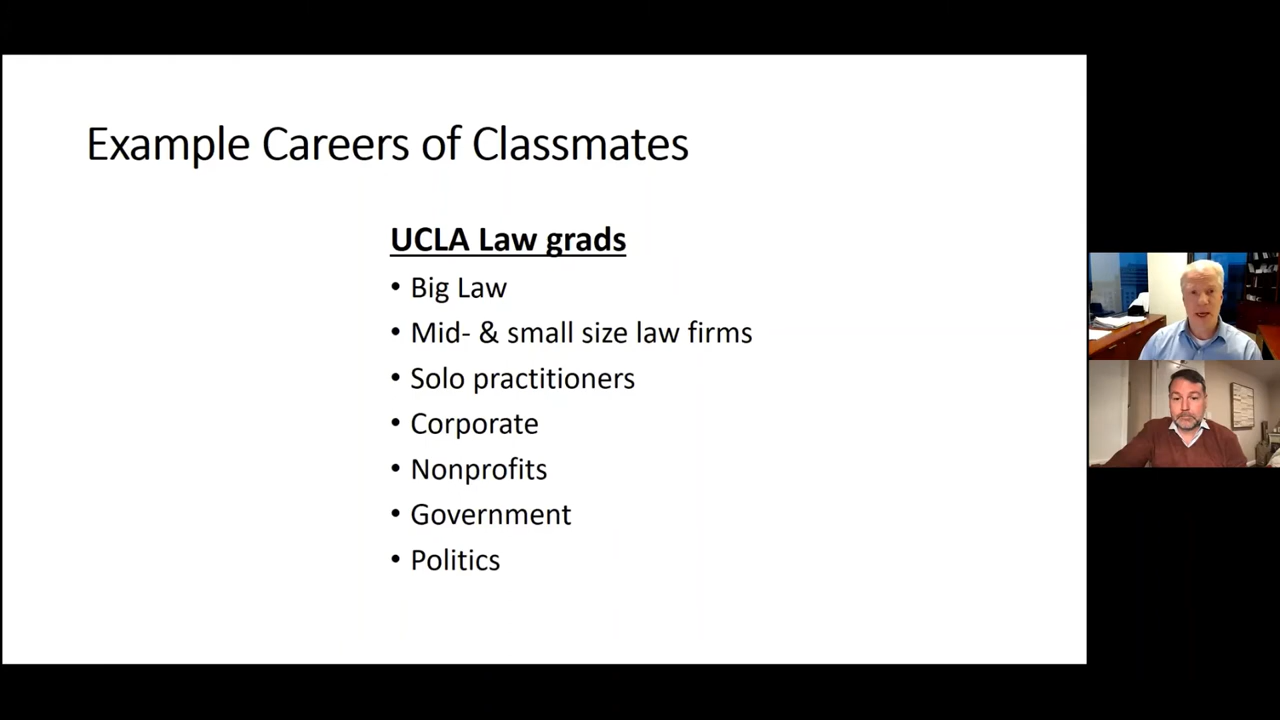 Example Careers of Classmates
UCLA Law grads
• Big Law
• Mid- & small size law firms
• Solo practitioners
• Corporate
• Nonprofits
• Government
• Politics